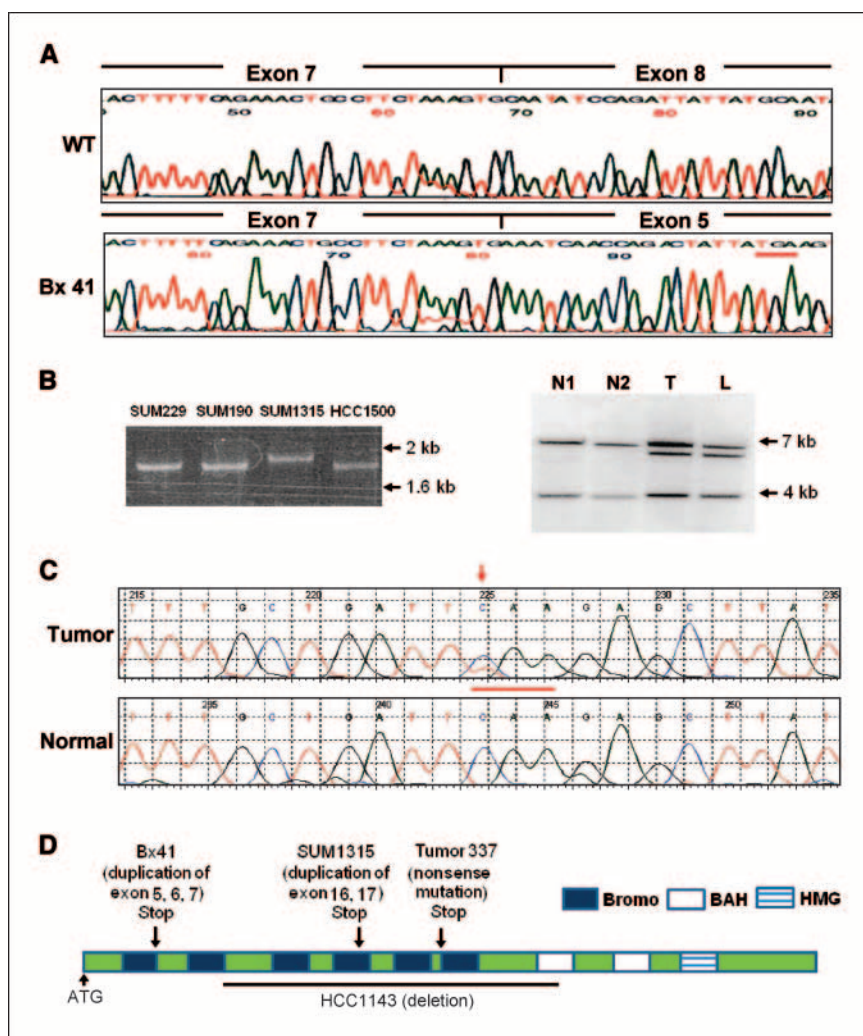 A
Exon 7 Exon 8
ACTTTTTCAGAAACTGCCTTCTAAAGTGCAATATCCAGATTATTATGCAATA
50 60 70 80 90
WT
Exon 7 Exon 5
ACTTTTTCAGAAACTGCCTTCTAAAGTGAAATCAACCAGACTATTATGAAGT
60 70 80 90
Bx 41
B
SUM229 SUM190 SUM1315 HCC1500
2 kb
1.6 kb
N1 N2 T L
7 kb
4 kb
C
215 220 225 230 235
T T T G C T G A T T C A A G A G C T T A T
Tumor
235 240 245 250
T T T G C T G A T T C A A G A G C T T A T
Normal
D
Bx41
(duplication of
exon 5, 6, 7)
Stop
SUM1315
(duplication of
exon 16, 17)
Stop
Tumor 337
(nonsense
mutation)
Stop
Bromo BAH HMG
ATG
HCC1143 (deletion)